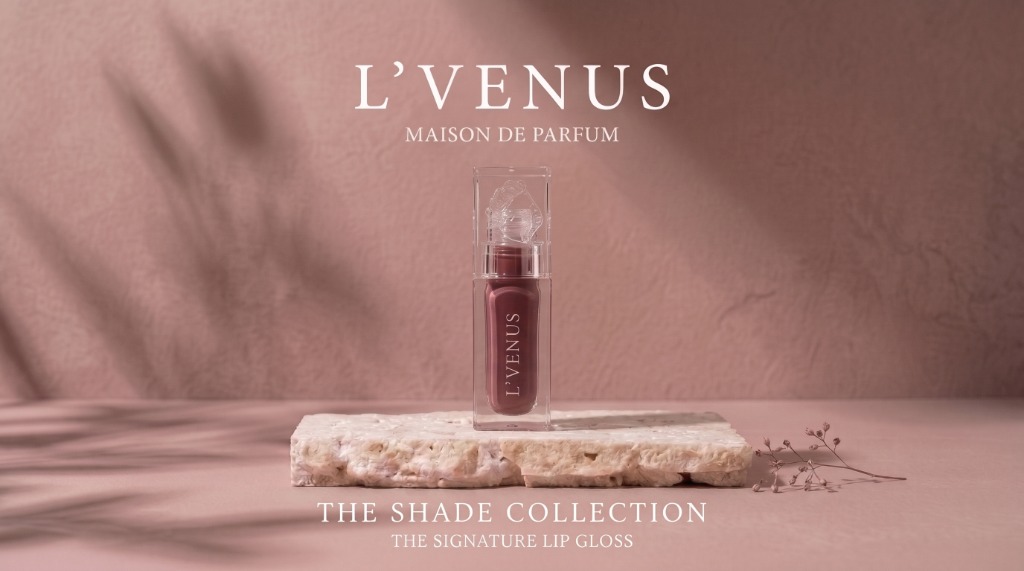 L'VENUS
MAISON DE PARFUM
L'VENUS
THE SHADE COLLECTION
THE SIGNATURE LIP GLOSS